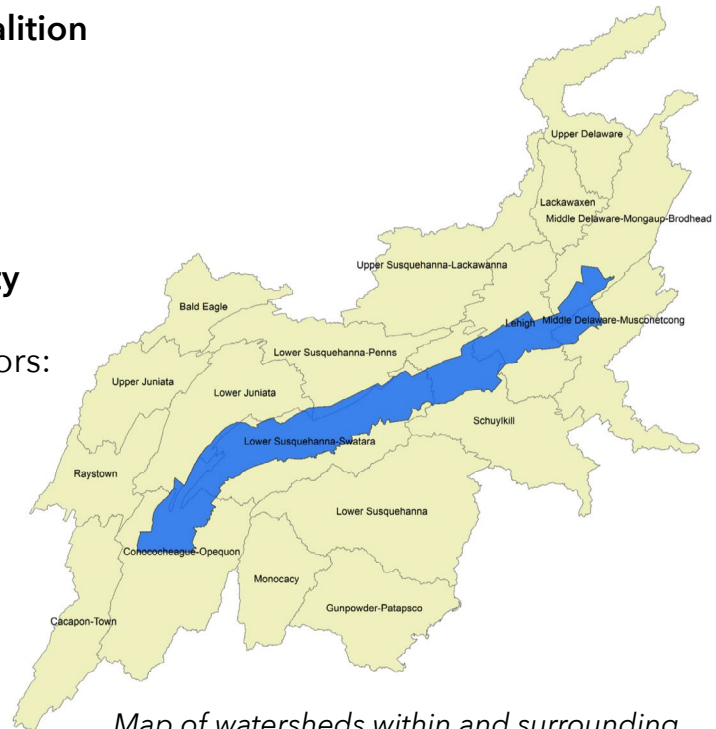 alition
ty
ors:
Upper Delaware
Lackawaxen
Middle Delaware-Mongaup-Brodhead
Upper Susquehanna-Lackawanna
Bald Eagle
Lehigh
Middle Delaware-Musconetcong
Lower Susquehanna-Penns
Upper Juniata
Lower Juniata
Schuylkill
Lower Susquehanna-Swatara
Raystown
Lower Susquehanna
Conococheague-Opequon
Monocacy
Gunpowder-Patapsco
Cacapon-Town
Map of watersheds within and surrounding